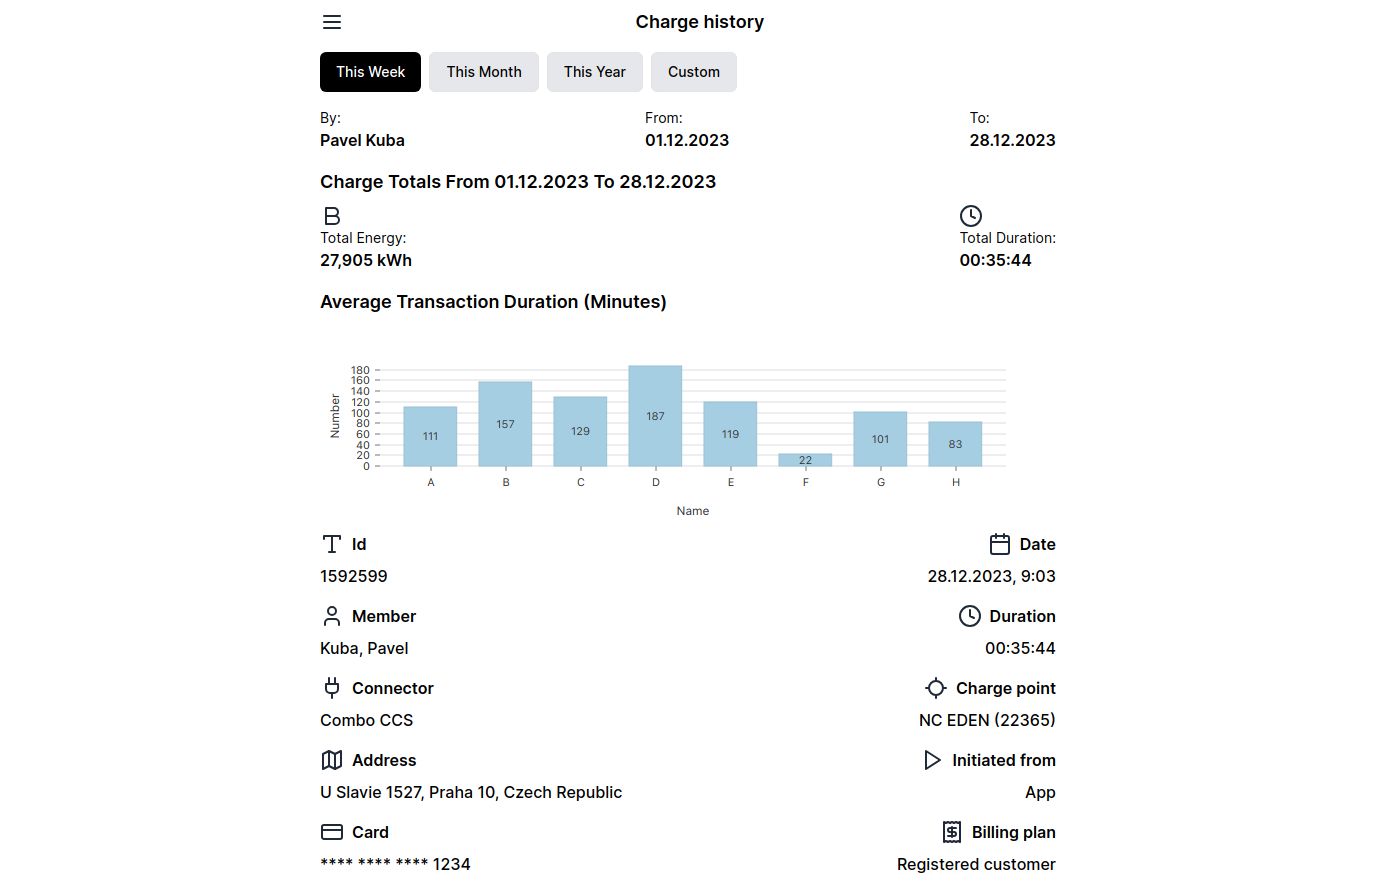 Charge history
This Week This Month This Year Custom
By: From: To:
Pavel Kuba 01.12.2023 28.12.2023
Charge Totals From 01.12.2023 To 28.12.2023
Total Energy: Total Duration:
27,905 kWh 00:35:44
Average Transaction Duration (Minutes)
180
160
140
120
100
80
60
40
20
0
Number
111 157 129 187 119 22 101 83
A B C D E F G H
Name
Id Date
1592599 28.12.2023, 9:03
Member Duration
Kuba, Pavel 00:35:44
Connector Charge point
Combo CCS NC EDEN (22365)
Address Initiated from
U Slavie 1527, Praha 10, Czech Republic App
Card Billing plan
**** **** **** 1234 Registered customer